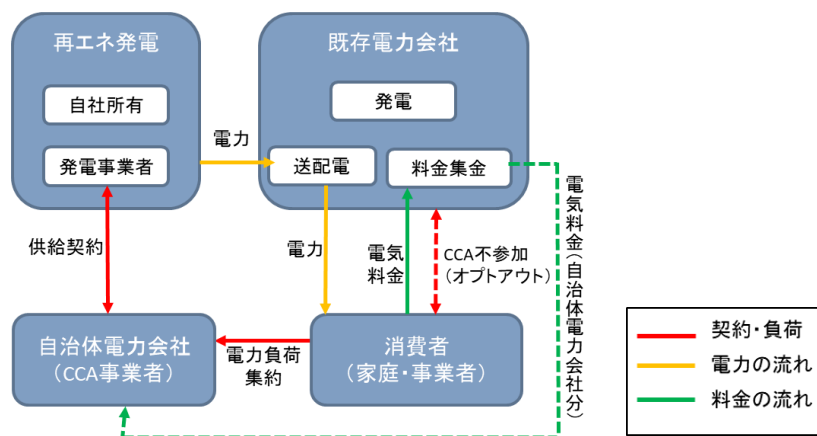 再エネ発電
自社所有
発電事業者
既存電力会社
発電
送配電
料金集金
電力
供給契約
電力
電気
料金
CCA不参加
（オプトアウト）
電気料金（自治体電力会社分）
自治体電力会社
（CCA事業者）
電力負荷
集約
消費者
（家庭・事業者）
契約・負荷
電力の流れ
料金の流れ